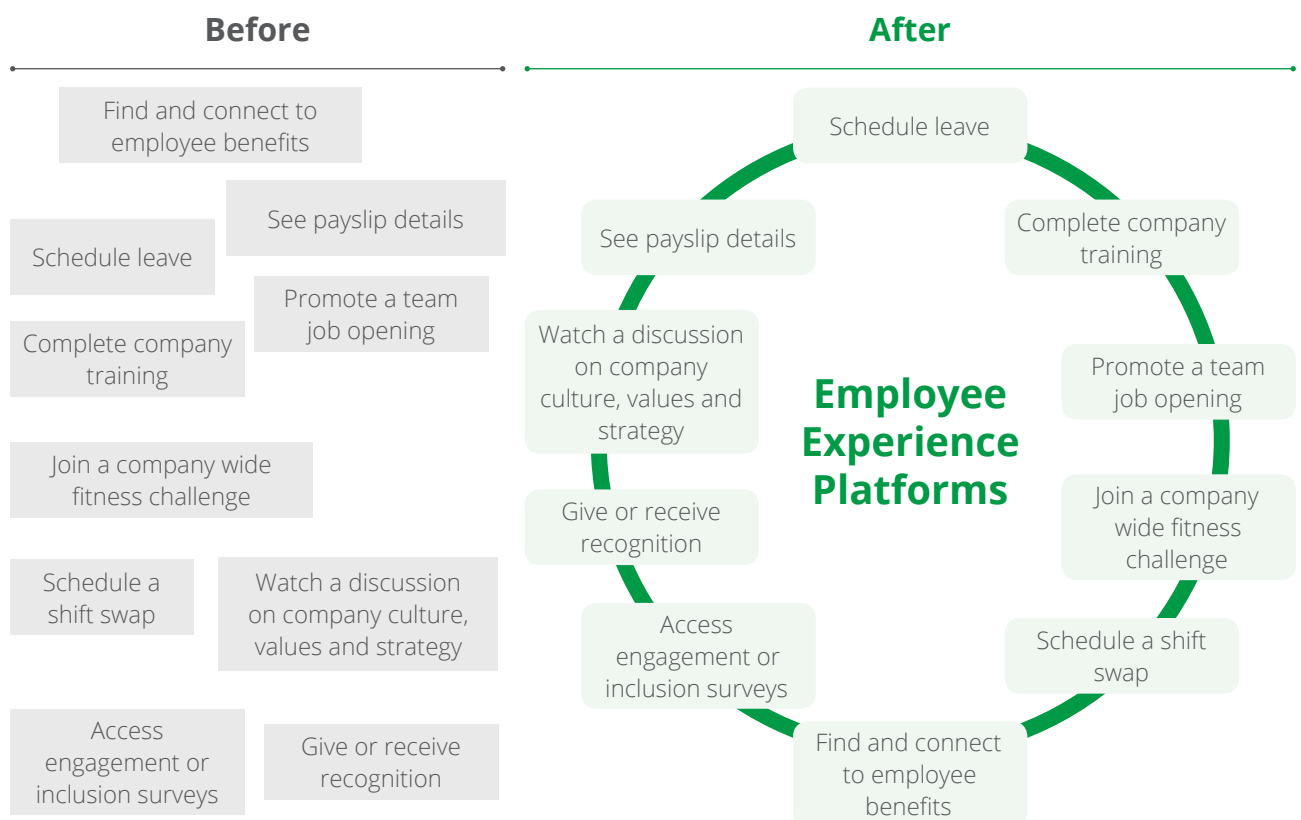 Before
Find and connect to
employee benefits
See payslip details
Schedule leave
Promote a team
job opening
Complete company
training
Join a company wide
fitness challenge
Schedule a
shift swap
Watch a discussion
on company culture,
values and strategy
Access
engagement or
inclusion surveys
Give or receive
recognition
After
Schedule leave
See payslip details
Complete company
training
Watch a discussion
on company
culture, values and
strategy
Promote a team
job opening
Employee
Experience
Platforms
Give or receive
recognition
Join a company
wide fitness
challenge
Access
engagement or
inclusion surveys
Schedule a shift
swap
Find and connect
to employee
benefits